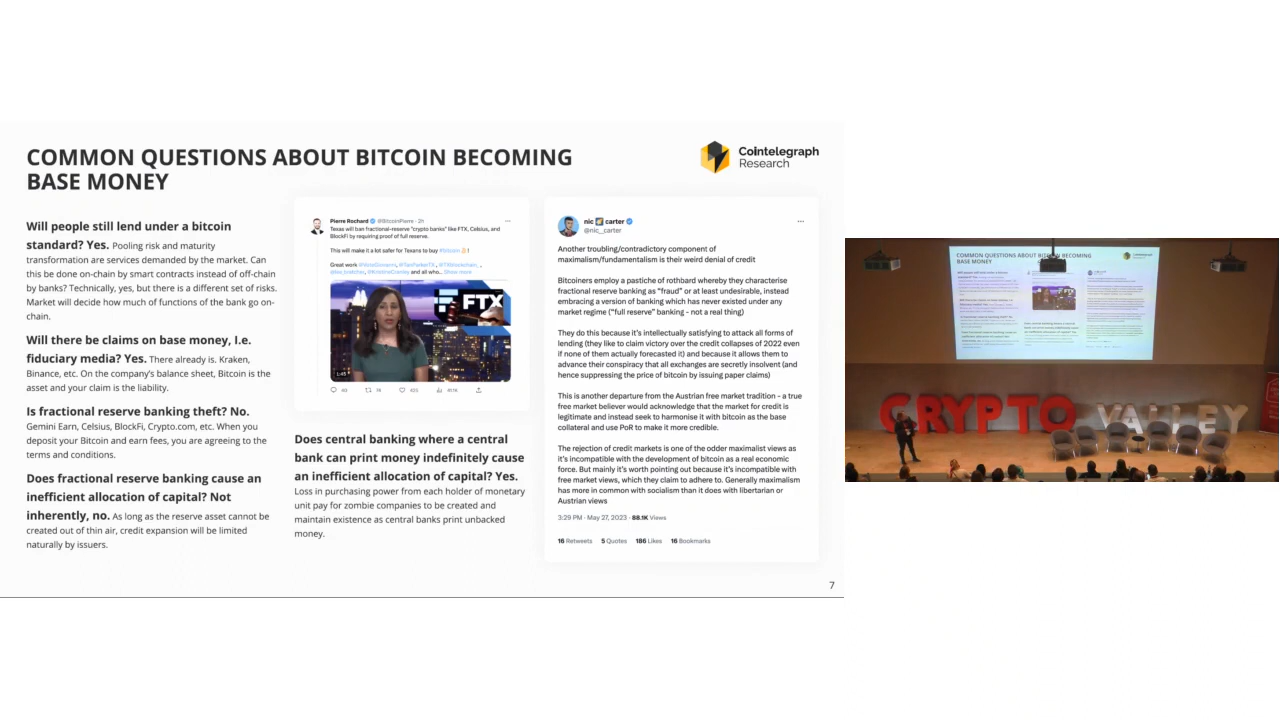 COMMON QUESTIONS ABOUT BITCOIN BECOMING
BASE MONEY
Cointelegraph
Research
Will people still lend under a bitcoin
standard? Yes. Pooling risk and maturity
transformation are services demanded by the market. Can
this be done on-chain by smart contracts instead of off-chain
by banks? Technically, yes, but there is a different set of risks.
Market will decide how much of functions of the bank go on-
chain.
Will there be claims on base money, I.e.
fiduciary media? Yes. There already is. Kraken,
Binance, etc. On the company's balance sheet, Bitcoin is the
asset and your claim is the liability.
Is fractional reserve banking theft? No.
Gemini Earn, Celsius, BlockFi, Crypto.com, etc. When you
deposit your Bitcoin and earn fees, you are agreeing to the
terms and conditions.
Does fractional reserve banking cause an
inefficient allocation of capital? Not
inherently, no. As long as the reserve asset cannot be
created out of thin air, credit expansion will be limited
naturally by issuers.
Pierre Rochard @BitcoinPierre · 2h
Texas will ban fractional-reserve "crypto banks" like FTX, Celsius, and
BlockFi by requiring proof of full reserve.
This will make it a lot safer for Texans to buy #bitcoin !
Great work
and all who... Show more
FTX
1:45
Does central banking where a central
bank can print money indefinitely cause
an inefficient allocation of capital? Yes.
Loss in purchasing power from each holder of monetary
unit pay for zombie companies to be created and
maintain existence as central banks print unbacked
money.
nic carter
@nic_carter
Another troubling/contradictory component of
maximalism/fundamentalism is their weird denial of credit
Bitcoiners employ a pastiche of rothbard whereby they characterise
fractional reserve banking as "fraud" or at least undesirable, instead
embracing a version of banking which has never existed under any
market regime ("full reserve" banking - not a real thing)
They do this because it's intellectually satisfying to attack all forms of
lending (they like to claim victory over the credit collapses of 2022 even
if none of them actually forecasted it) and because it allows them to
advance their conspiracy that all exchanges are secretly insolvent (and
hence suppressing the price of bitcoin by issuing paper claims)
This is another departure from the Austrian free market tradition - a true
free market believer would acknowledge that the market for credit is
legitimate and instead seek to harmonise it with bitcoin as the base
collateral and use PoR to make it more credible.
The rejection of credit markets is one of the odder maximalist views as
it's incompatible with the development of bitcoin as a real economic
force. But mainly it's worth pointing out because it's incompatible with
free market views, which they claim to adhere to. Generally maximalism
has more in common with socialism than it does with libertarian or
Austrian views
3:29 PM · May 27, 2023 · 88.1K Views
16 Retweets 5 Quotes 186 Likes 16 Bookmarks
7
COMMON QUESTIONS ABOUT BITCOIN BECOMING
BASE MONEY
CRYPTO VALLEY